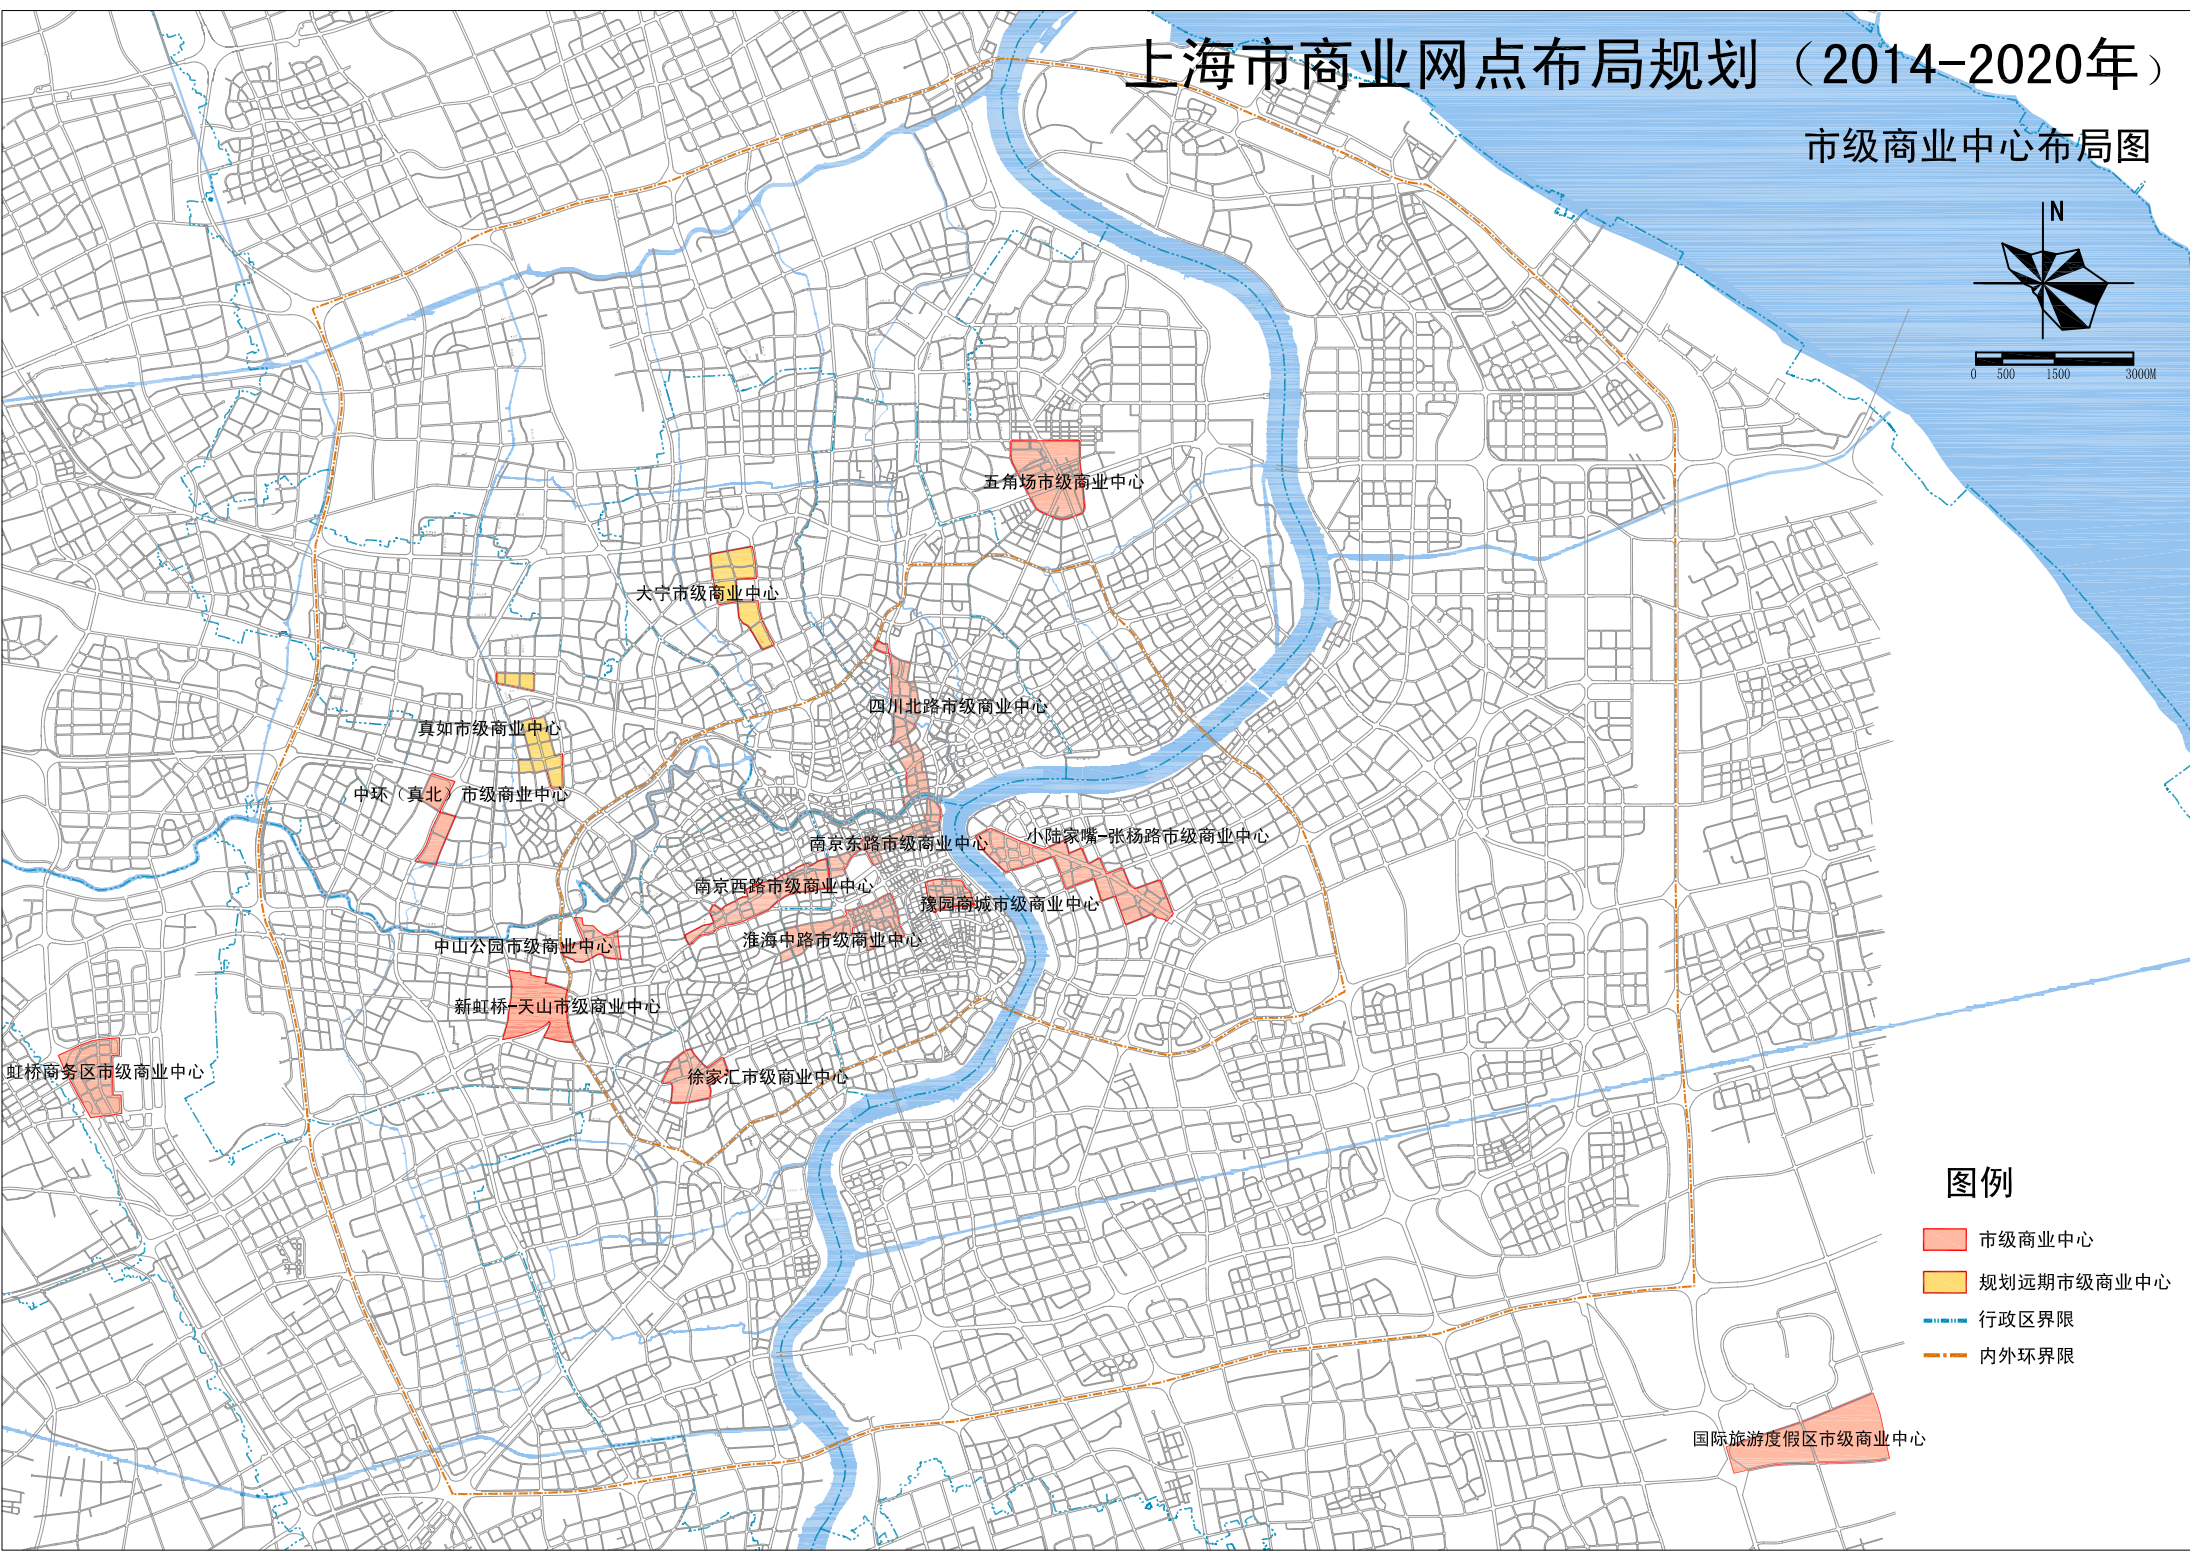 上海市商业网点布局规划（2014-2020年）
市级商业中心布局图
N
0 500 1500 3000M
五角场市级商业中心
大宁市级商业中心
四川北路市级商业中心
真如市级商业中心
中环（真北）市级商业中心
南京东路市级商业中心
小陆家嘴-张杨路市级商业中心
南京西路市级商业中心
豫园商城市级商业中心
淮海中路市级商业中心
中山公园市级商业中心
新虹桥-天山市级商业中心
虹桥商务区市级商业中心
徐家汇市级商业中心
国际旅游度假区市级商业中心
图例
市级商业中心
规划远期市级商业中心
行政区界限
内外环界限